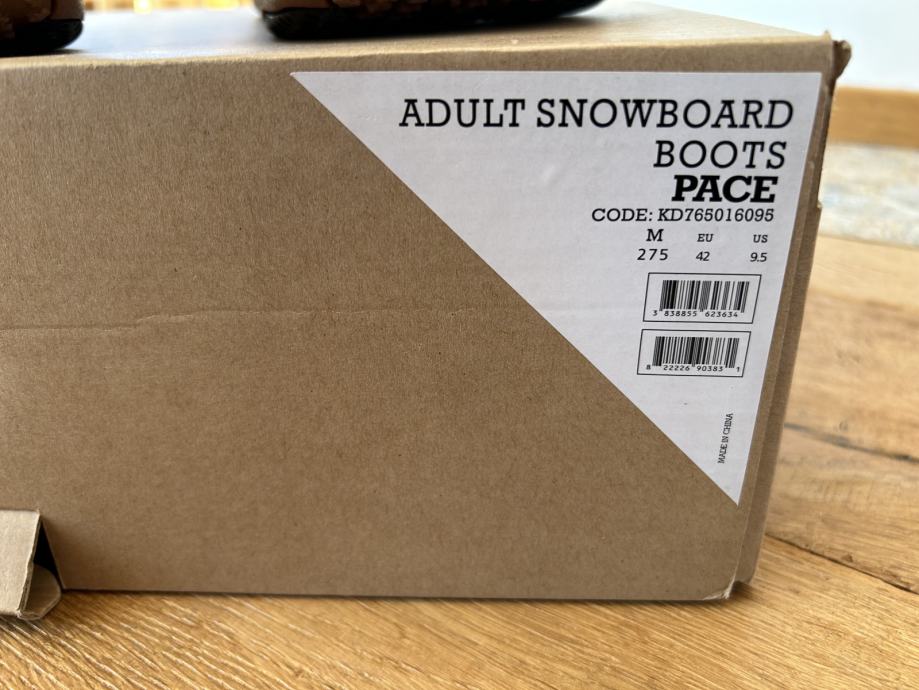 ADULT SNOWBOARD
BOOTS
PACE
CODE: KD765016095
M EU US
275 42 9.5
3 838855 623634
8 22226 90383 1
MADE IN CHINA